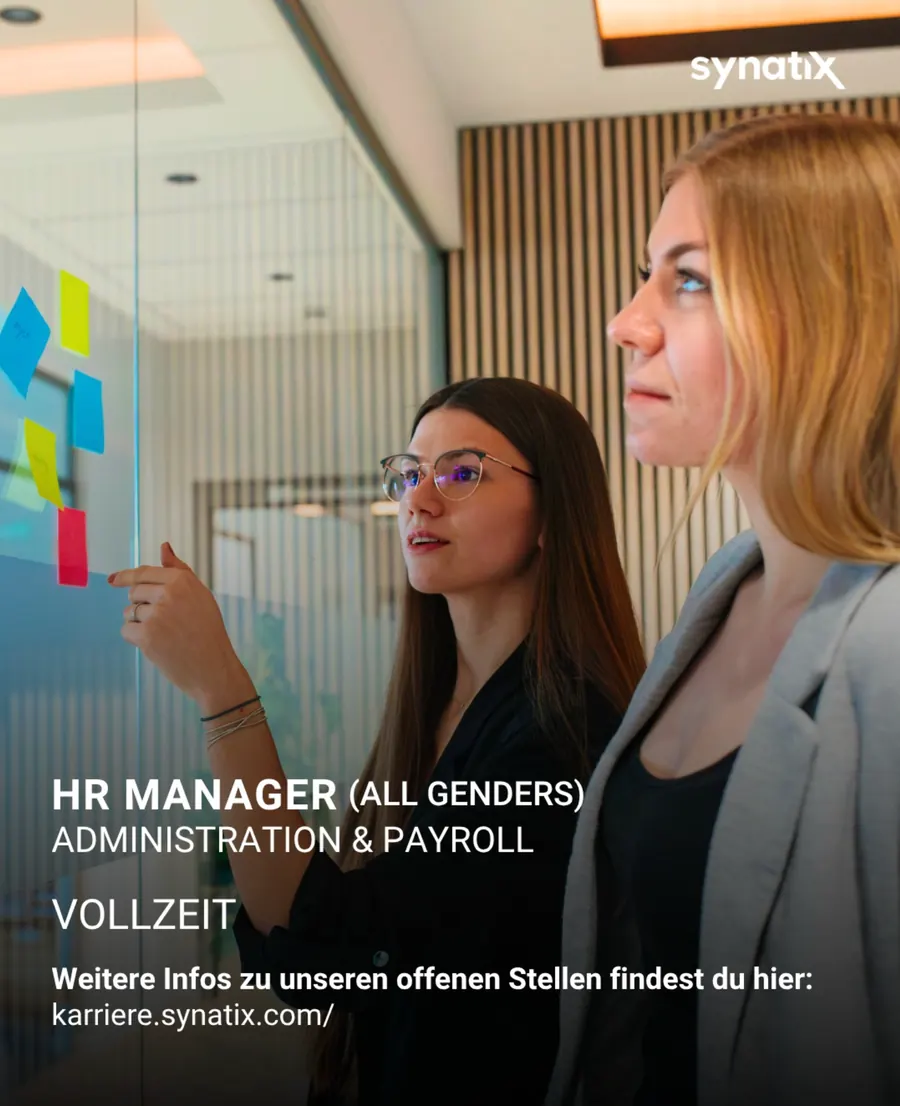 synatix
HR MANAGER (ALL GENDERS)
ADMINISTRATION & PAYROLL
VOLLZEIT
Weitere Infos zu unseren offenen Stellen findest du hier:
karriere.synatix.com/